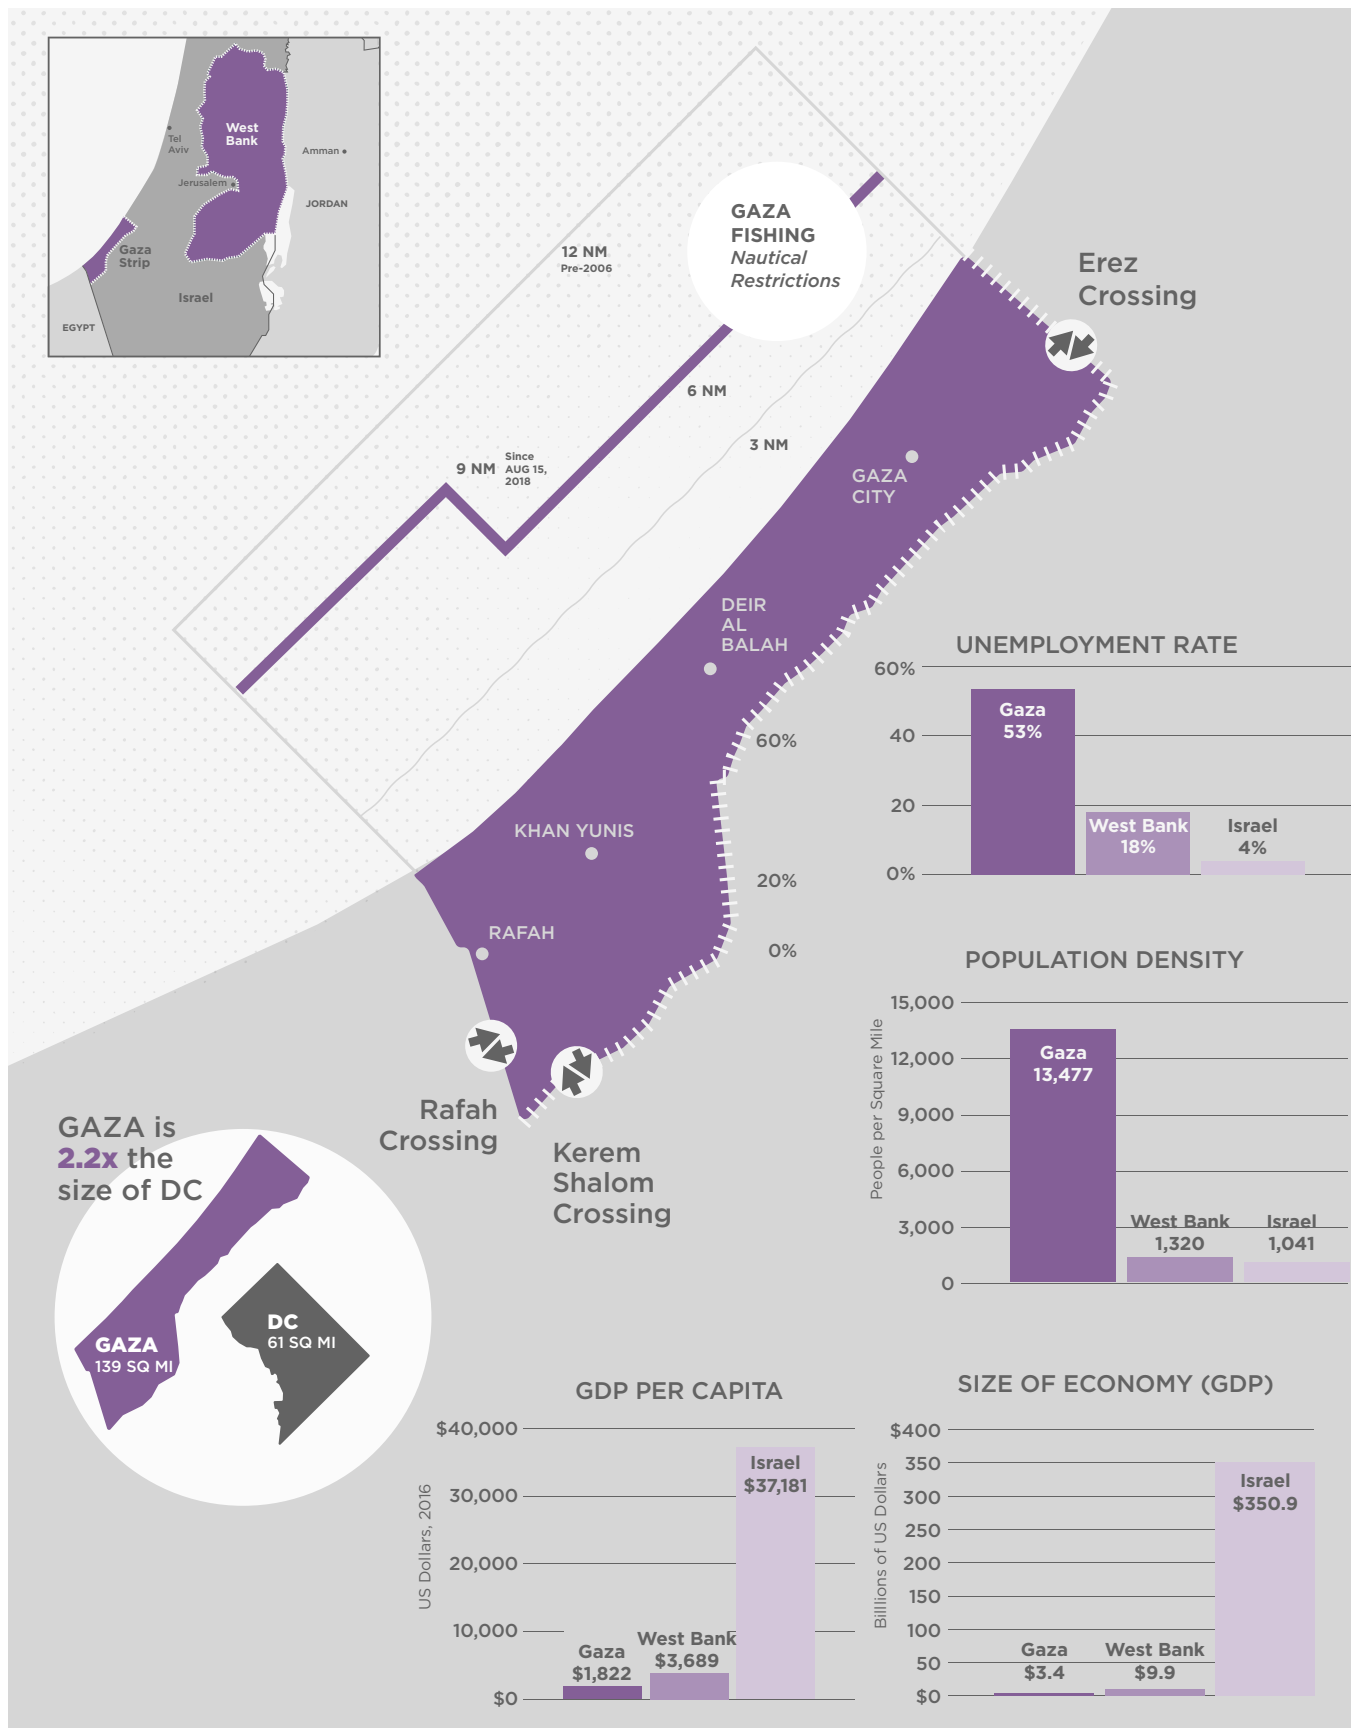 West
Bank
Tel
Aviv
Amman
Jerusalem
JORDAN
Gaza
Strip
Israel
EGYPT
GAZA
FISHING
Nautical
Restrictions
12 NM
Pre-2006
6 NM
3 NM
9 NM
Since
AUG 15,
2018
Erez
Crossing
GAZA
CITY
DEIR
AL
BALAH
KHAN YUNIS
RAFAH
60%
20%
0%
Rafah
Crossing
Kerem
Shalom
Crossing
UNEMPLOYMENT RATE
60%
40
20
0%
Gaza
53%
West Bank
18%
Israel
4%
POPULATION DENSITY
People per Square Mile
15,000
12,000
9,000
6,000
3,000
0
Gaza
13,477
West Bank
1,320
Israel
1,041
GAZA is
2.2x the
size of DC
GAZA
139 SQ MI
DC
61 SQ MI
GDP PER CAPITA
US Dollars, 2016
$40,000
30,000
20,000
10,000
$0
Gaza
$1,822
West Bank
$3,689
Israel
$37,181
SIZE OF ECONOMY (GDP)
Billlions of US Dollars
$400
350
300
250
200
150
100
50
$0
Gaza
$3.4
West Bank
$9.9
Israel
$350.9